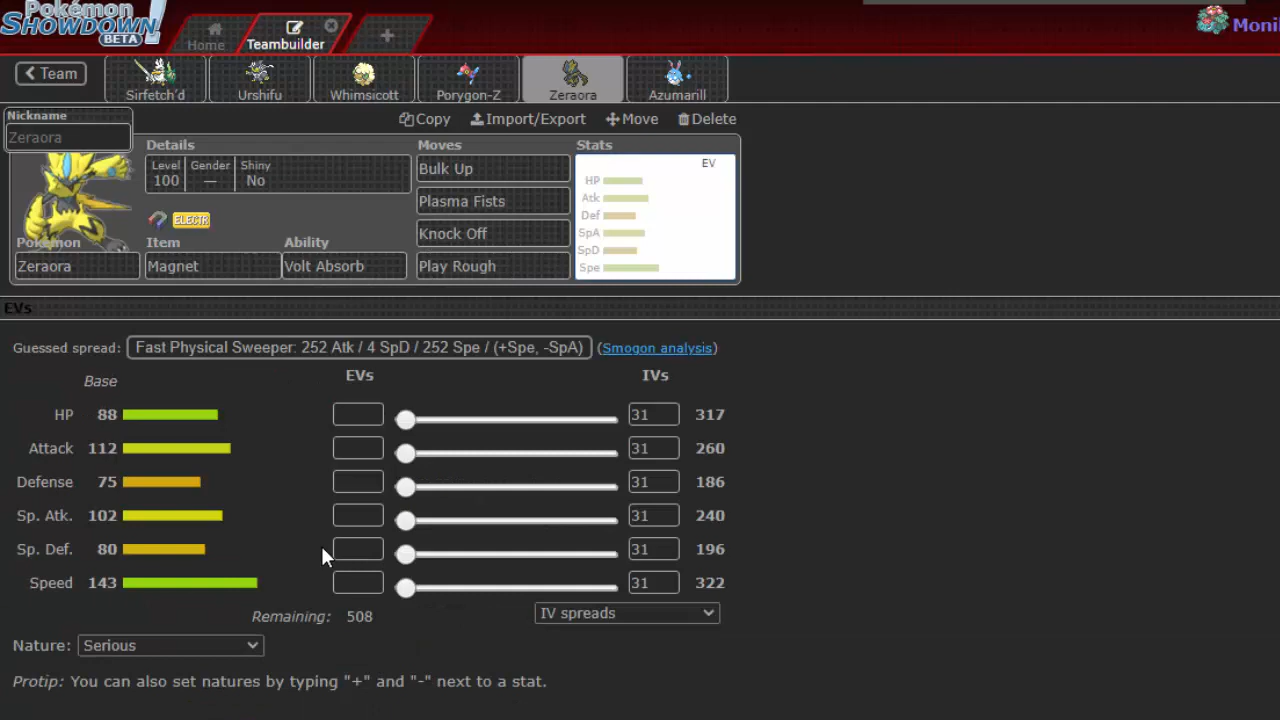 Pokémon
SHOWDOWN!
BETA
Home
Teambuilder
Moni
Team
Sirfetch'd
Urshifu
Whimsicott
Porygon-Z
Zeraora
Azumarill
Nickname
Zeraora
Copy Import/Export Move Delete
Details
Level Gender Shiny
100 — No
ELECTR
Pokémon
Zeraora
Item
Magnet
Ability
Volt Absorb
Moves
Bulk Up
Plasma Fists
Knock Off
Play Rough
Stats
EV
HP
Atk
Def
SpA
SpD
Spe
EVs
Guessed spread: Fast Physical Sweeper: 252 Atk / 4 SpD / 252 Spe / (+Spe, -SpA) (Smogon analysis)
Base EVs IVs
HP 88 31 317
Attack 112 31 260
Defense 75 31 186
Sp. Atk. 102 31 240
Sp. Def. 80 31 196
Speed 143 31 322
Remaining: 508 IV spreads
Nature: Serious
Protip: You can also set natures by typing "+" and "-" next to a stat.